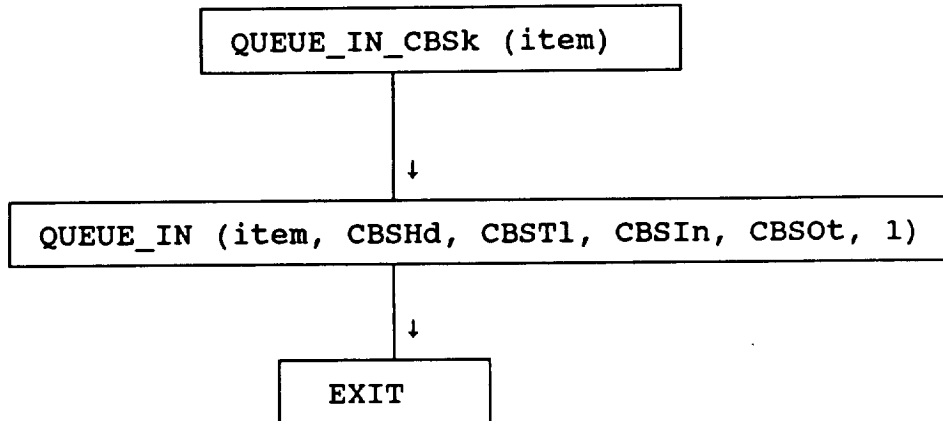 QUEUE_IN_CBSk (item)
↓
QUEUE_IN (item, CBSHd, CBSTl, CBSIn, CBSOt, 1)
↓
EXIT